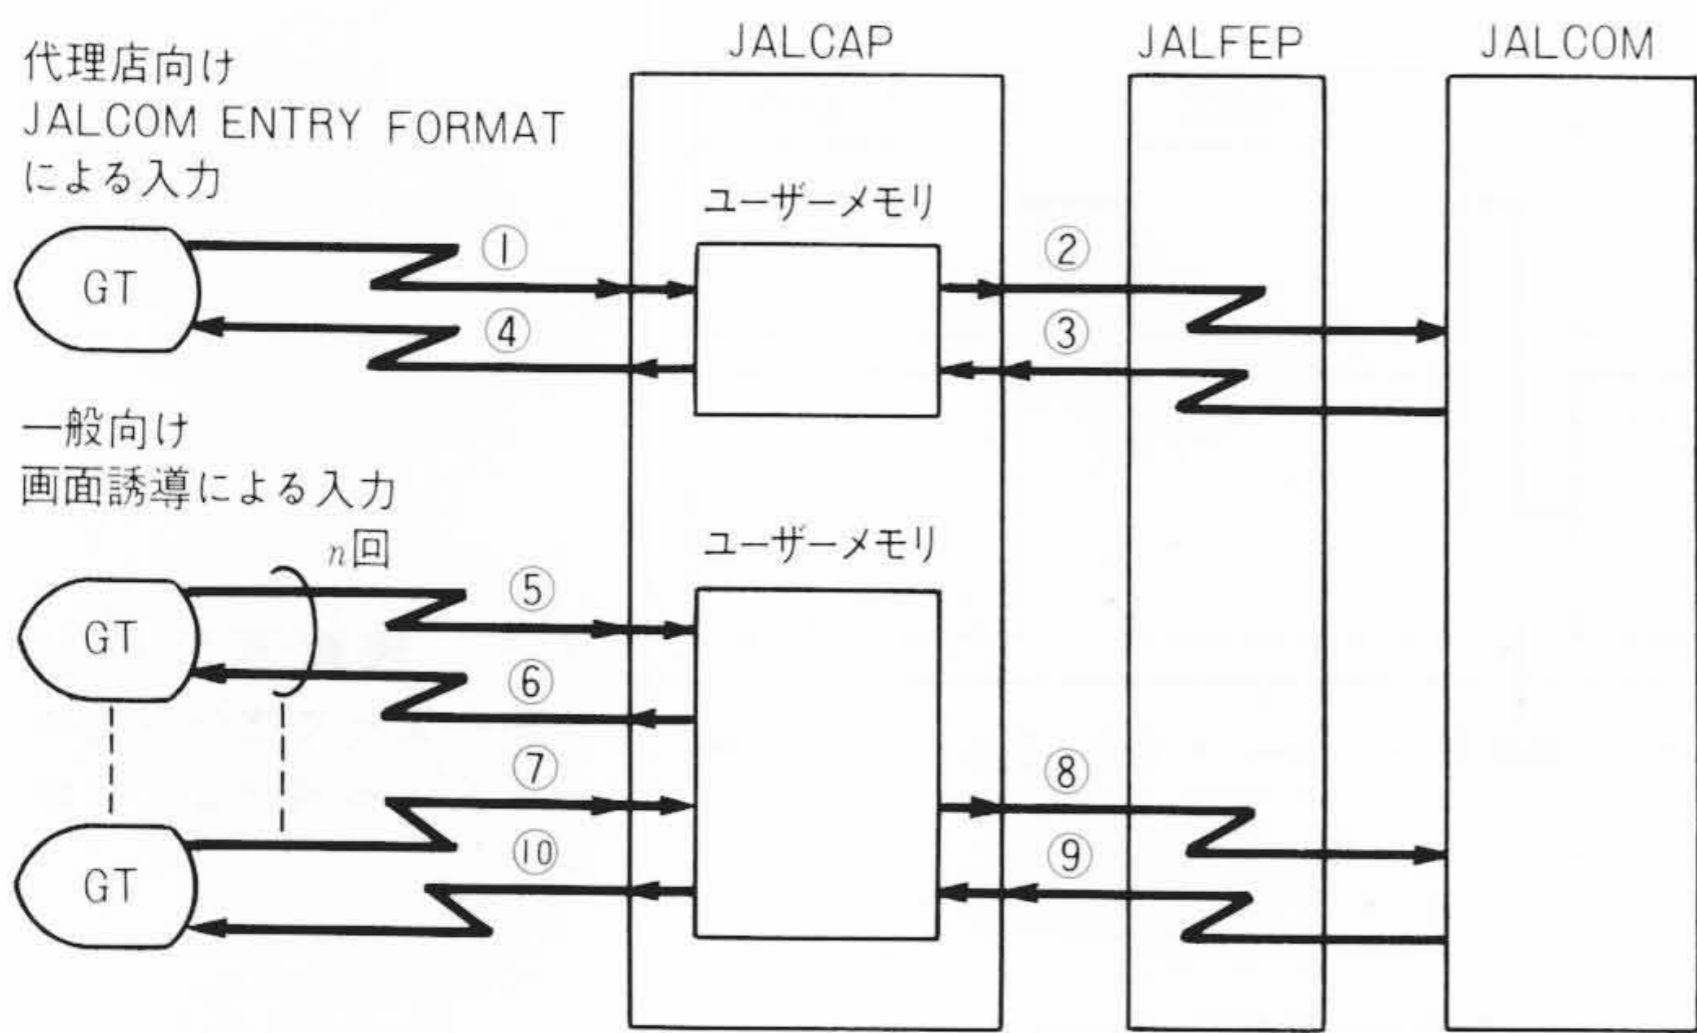 JALCAP
JALFEP
JALCOM
代理店向け
JALCOM ENTRY FORMAT
による入力
ユーザーメモリ
GT
①
②
④
③
一般向け
画面誘導による入力
n回
ユーザーメモリ
GT
⑤
⑥
⑦
⑧
GT
⑩
⑨